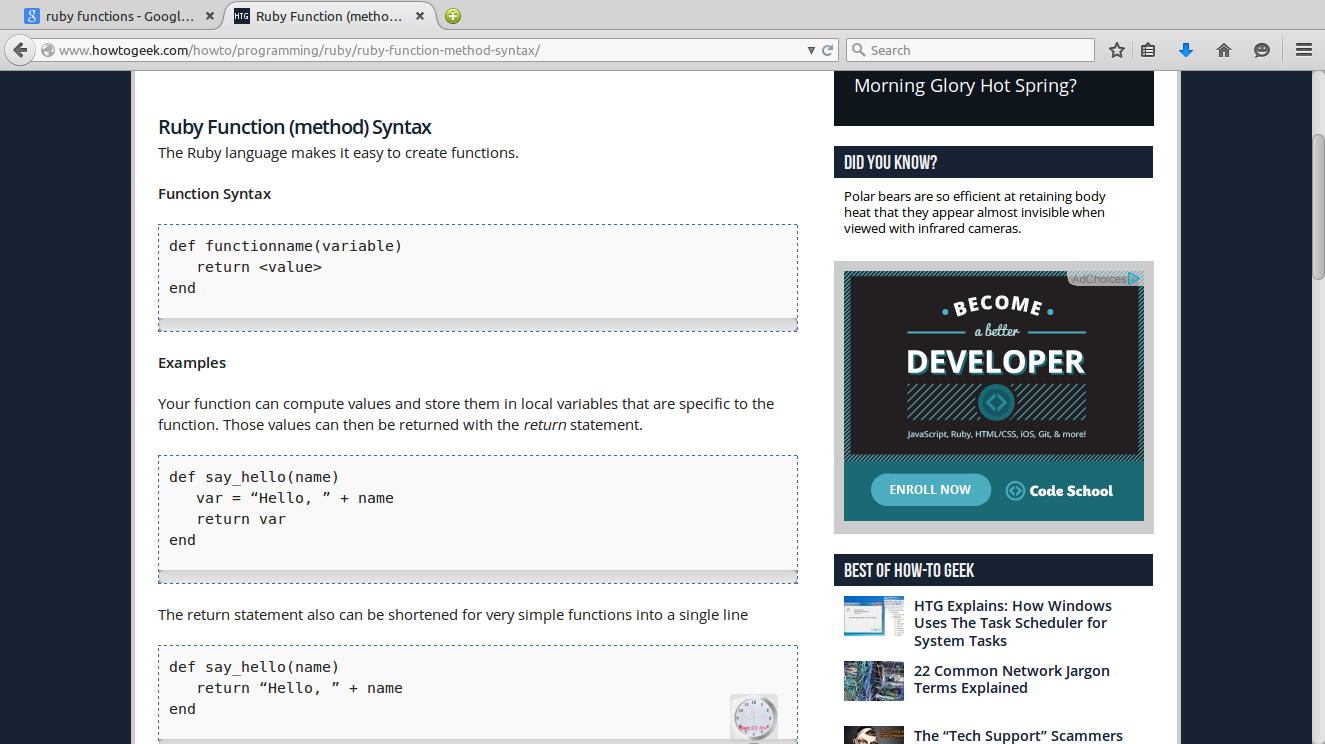 ruby functions - Googl...
HTG
Ruby Function (metho...
www.howtogeek.com/howto/programming/ruby/ruby-function-method-syntax/
Search
Ruby Function (method) Syntax
The Ruby language makes it easy to create functions.
Function Syntax
def functionname(variable)
return <value>
end
Examples
Your function can compute values and store them in local variables that are specific to the
function. Those values can then be returned with the return statement.
def say_hello(name)
var = “Hello, ” + name
return var
end
The return statement also can be shortened for very simple functions into a single line
def say_hello(name)
return “Hello, ” + name
end
Morning Glory Hot Spring?
DID YOU KNOW?
Polar bears are so efficient at retaining body
heat that they appear almost invisible when
viewed with infrared cameras.
AdChoices
BECOME
a better
DEVELOPER
JavaScript, Ruby, HTML/CSS, iOS, Git, & more!
ENROLL NOW
Code School
BEST OF HOW-TO GEEK
HTG Explains: How Windows
Uses The Task Scheduler for
System Tasks
22 Common Network Jargon
Terms Explained
The “Tech Support” Scammers